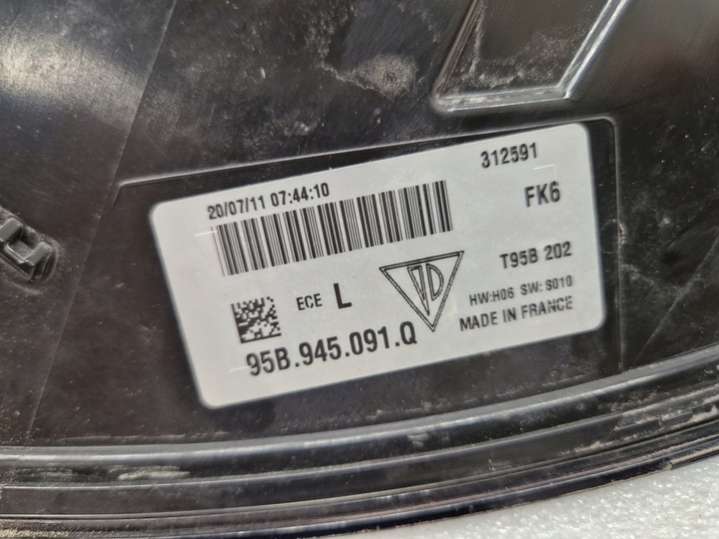 312591
20/07/11 07:44:10
FK6
T95B 202
ECE L
HW:H06 SW:S010
MADE IN FRANCE
95B.945.091.Q